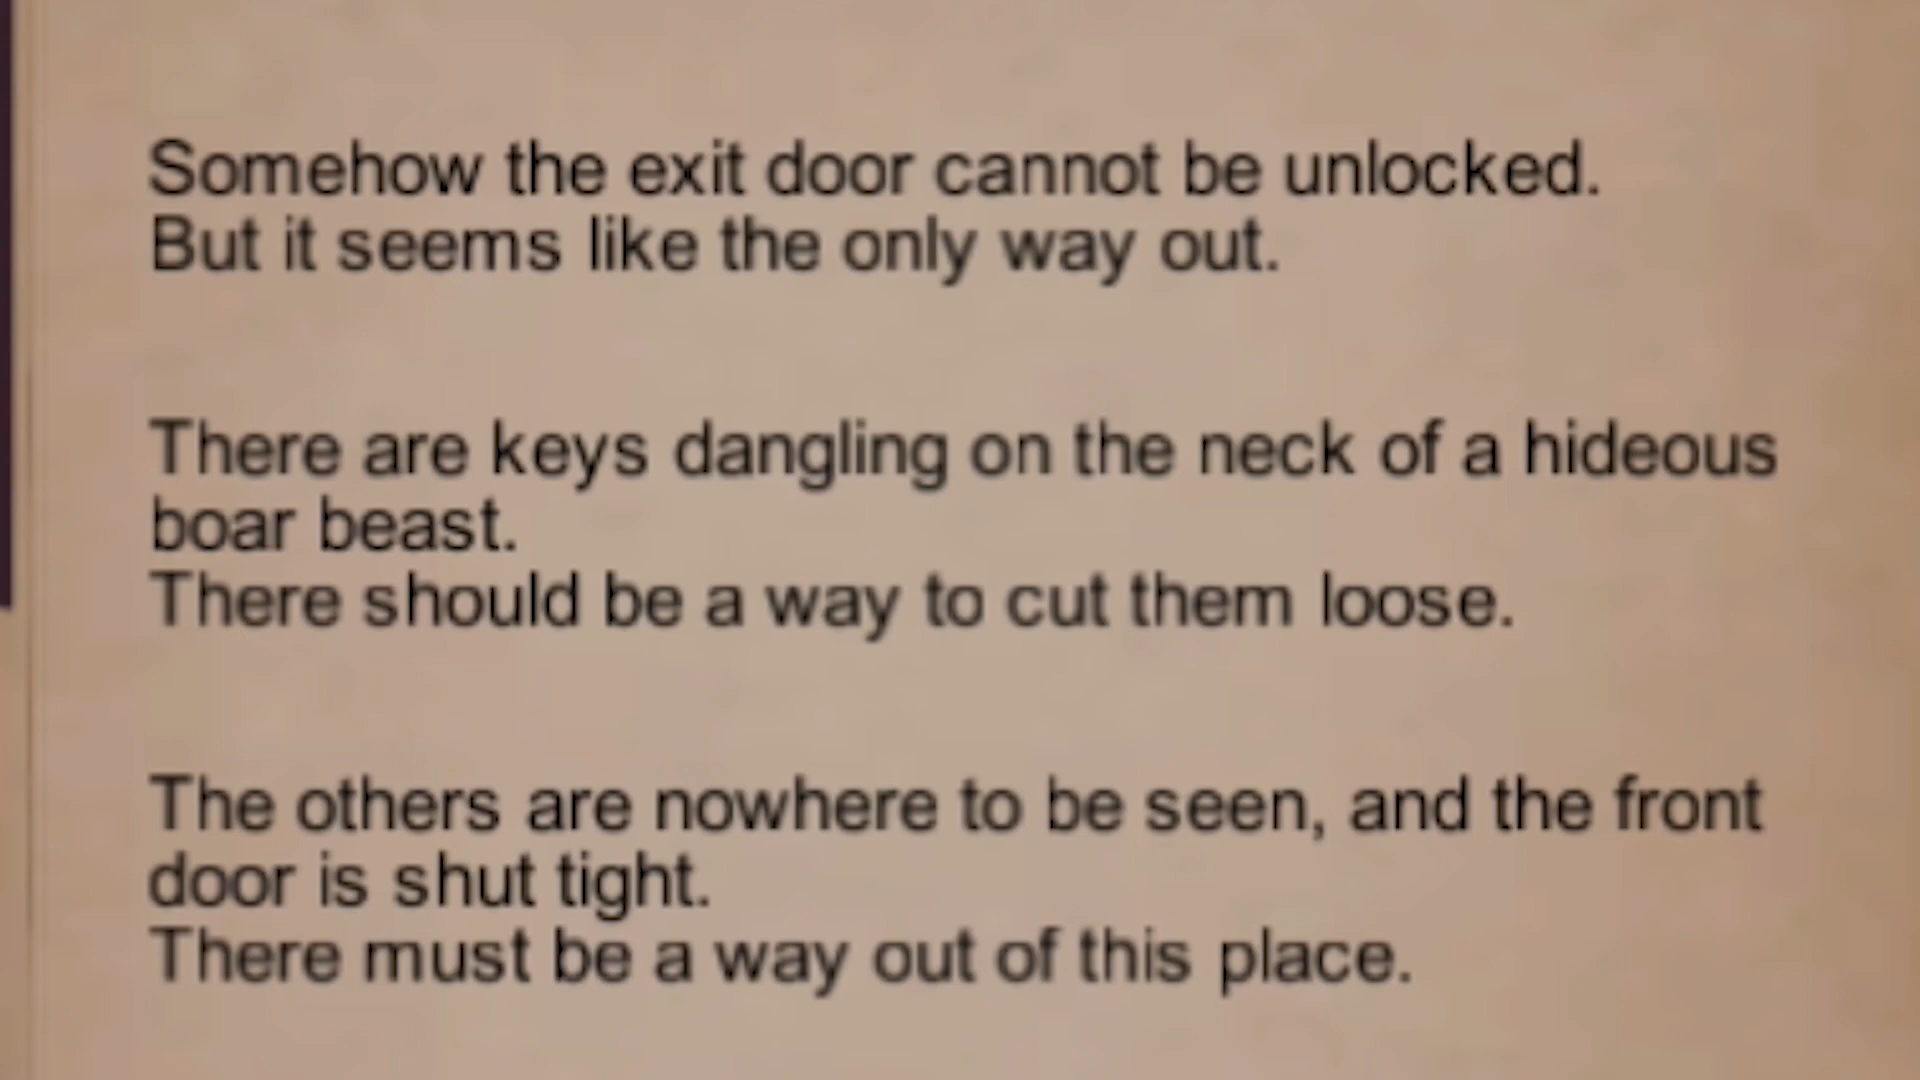 Somehow the exit door cannot be unlocked.
But it seems like the only way out.
There are keys dangling on the neck of a hideous
boar beast.
There should be a way to cut them loose.
The others are nowhere to be seen, and the front
door is shut tight.
There must be a way out of this place.